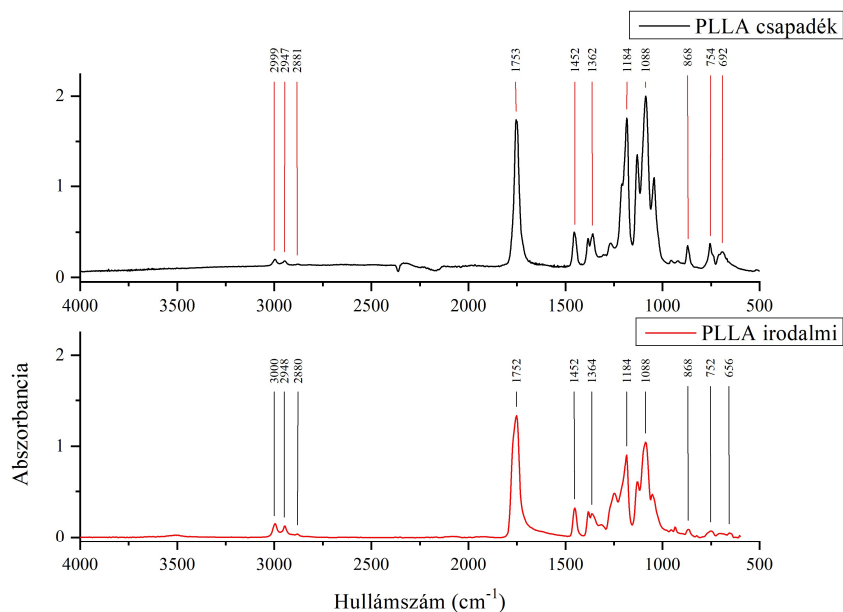 PLLA csapadék
2999 2947 2881 1753 1452 1362 1184 1088 868 754 692
2
1
0
4000 3500 3000 2500 2000 1500 1000 500
PLLA irodalmi
3000 2948 2880 1752 1452 1364 1184 1088 868 752 656
2
1
0
4000 3500 3000 2500 2000 1500 1000 500
Abszorbancia
Hullámszám (cm⁻¹)